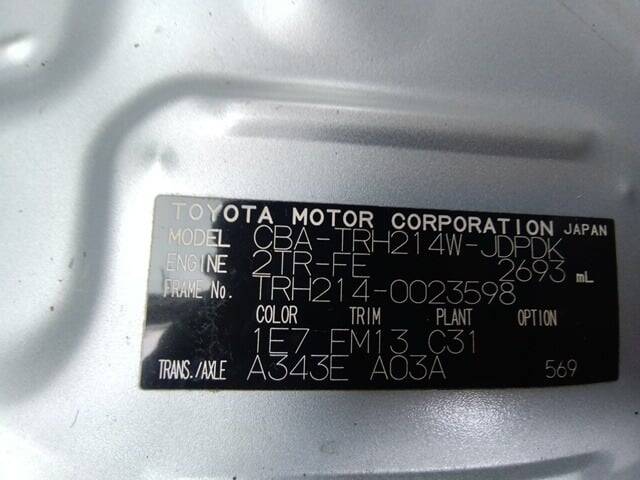 TOYOTA MOTOR CORPORATION JAPAN
MODEL CBA-TRH214W-JDPDK
ENGINE 2TR-FE 2693 mL
FRAME No. TRH214-0023598
COLOR TRIM PLANT OPTION
1E7 FM13 C31
TRANS./AXLE A343E A03A 569